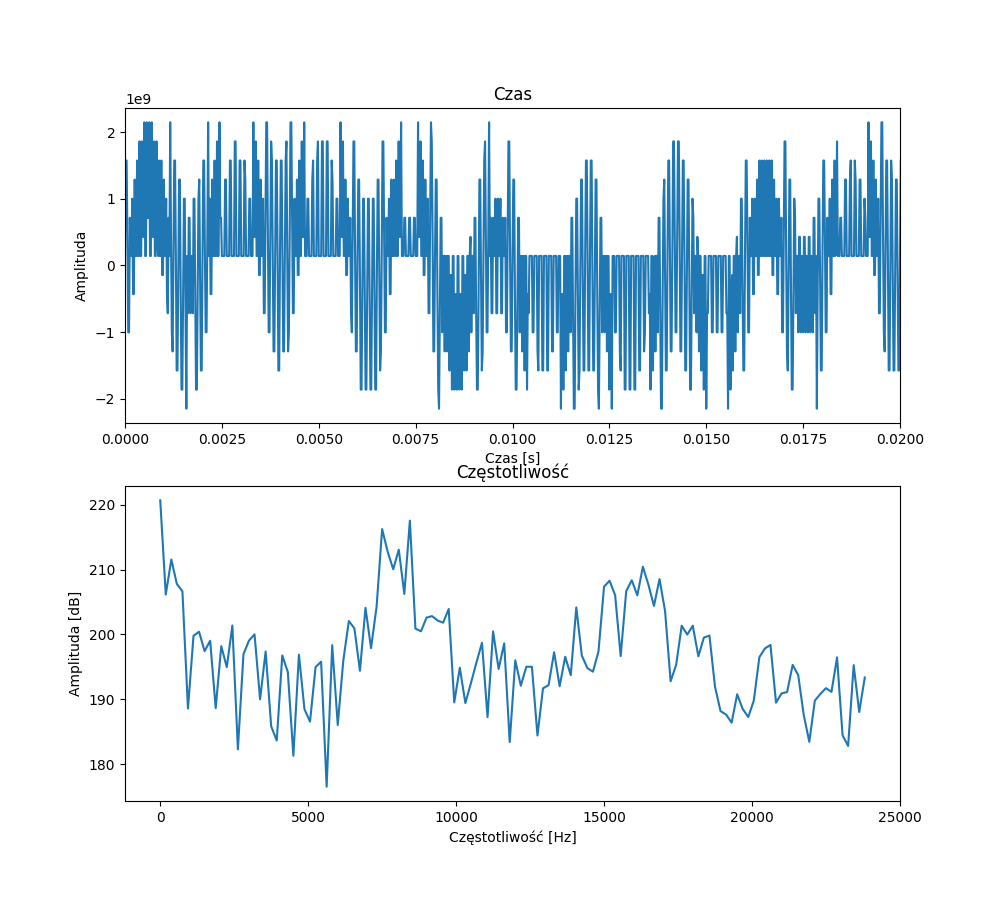 Czas
1e9
Amplituda
2
1
0
−1
−2
0.0000 0.0025 0.0050 0.0075 0.0100 0.0125 0.0150 0.0175 0.0200
Czas [s]
Częstotliwość
Amplituda [dB]
220
210
200
190
180
0 5000 10000 15000 20000 25000
Częstotliwość [Hz]